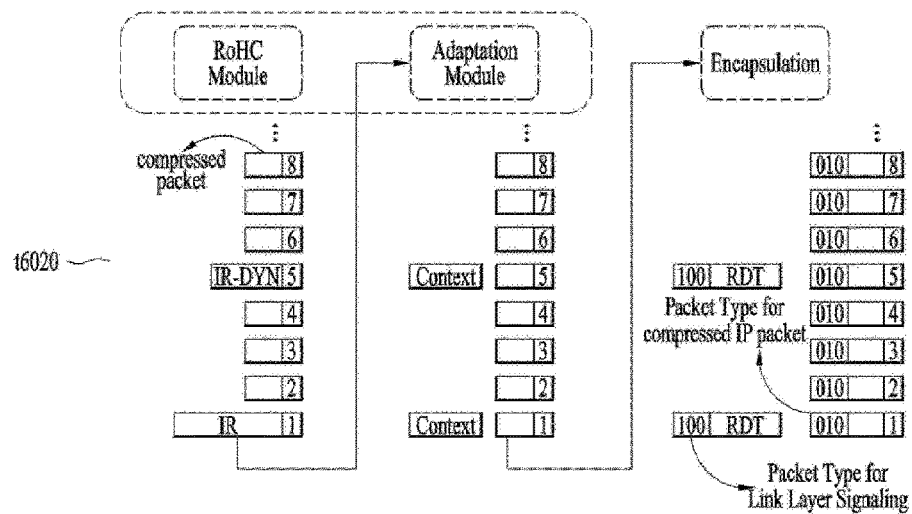 RoHC
Module
Adaptation
Module
Encapsulation
compressed
packet
8
7
6
IR-DYN 5
4
3
2
IR 1
8
7
6
Context 5
4
3
2
Context 1
010 8
010 7
010 6
100 RDT 010 5
010 4
010 3
010 2
100 RDT 010 1
Packet Type for
compressed IP packet
Packet Type for
Link Layer Signaling
t6020